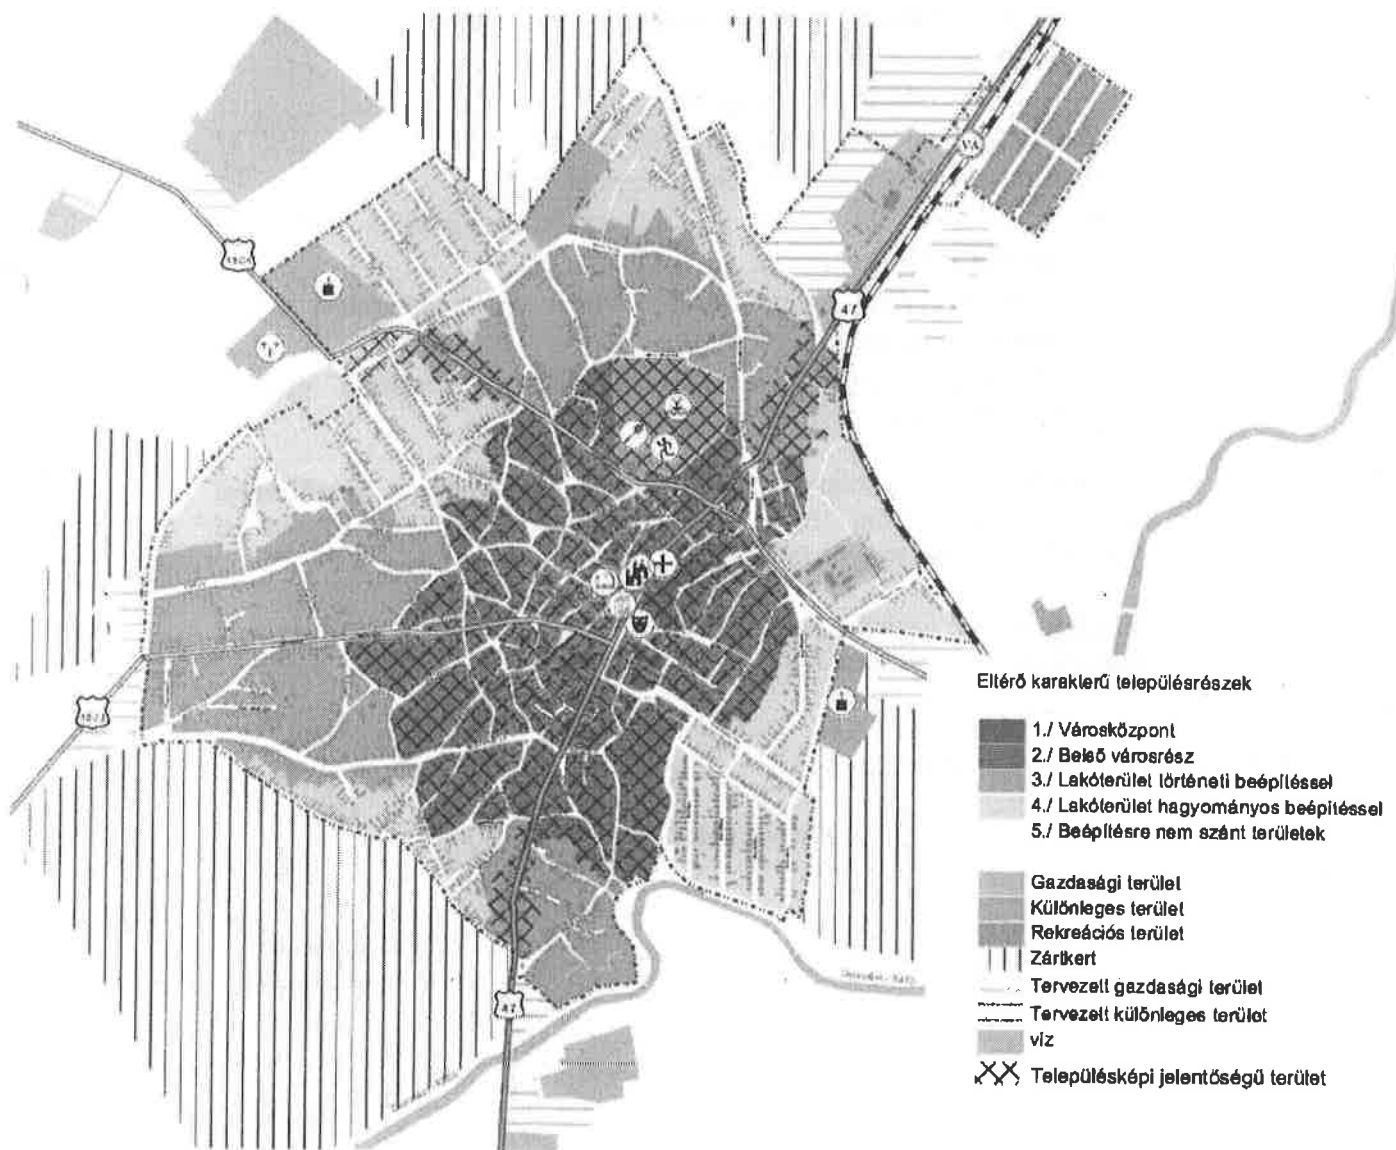 47
47
Eltérő karakterű településrészek
1./ Városközpont
2./ Belső városrész
3./ Lakóterület történeti beépítéssel
4./ Lakóterület hagyományos beépítéssel
5./ Beépítésre nem szánt területek
Gazdasági terület
Különleges terület
Rekreációs terület
Zártkert
Tervezett gazdasági terület
Tervezett különleges terület
víz
Településképi jelentőségű terület